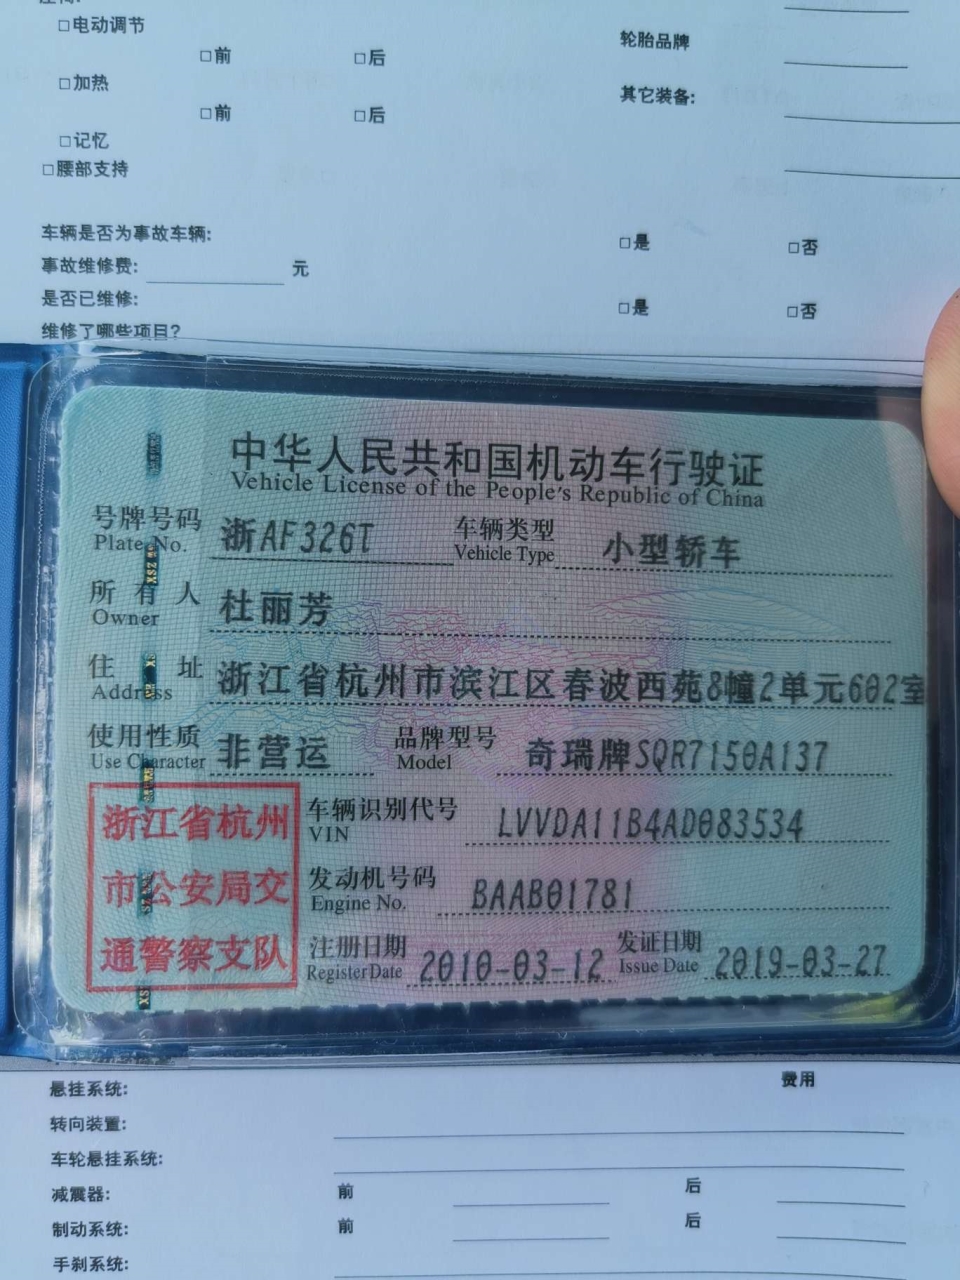 □电动调节
□前 □后
轮胎品牌
□加热
其它装备:
□前 □后
□记忆
□腰部支持
车辆是否为事故车辆: □是 □否
事故维修费: 元
是否已维修: □是 □否
维修了哪些项目?
中华人民共和国机动车行驶证
Vehicle License of the People's Republic of China
号牌号码 浙AF326T 车辆类型 小型轿车
Plate No. Vehicle Type
所有人 杜丽芳
Owner
住址 浙江省杭州市滨江区春波西苑8幢2单元602室
Address
使用性质 非营运 品牌型号 奇瑞牌SQR7150A137
Use Character Model
浙江省杭州
市公安局交
通警察支队
车辆识别代号 LVVDA11B4AD083534
VIN
发动机号码 BAAB01781
Engine No.
注册日期 2010-03-12 发证日期 2019-03-27
Register Date Issue Date
费用
悬挂系统:
转向装置:
车轮悬挂系统:
减震器: 前 后
制动系统: 前 后
手刹系统: